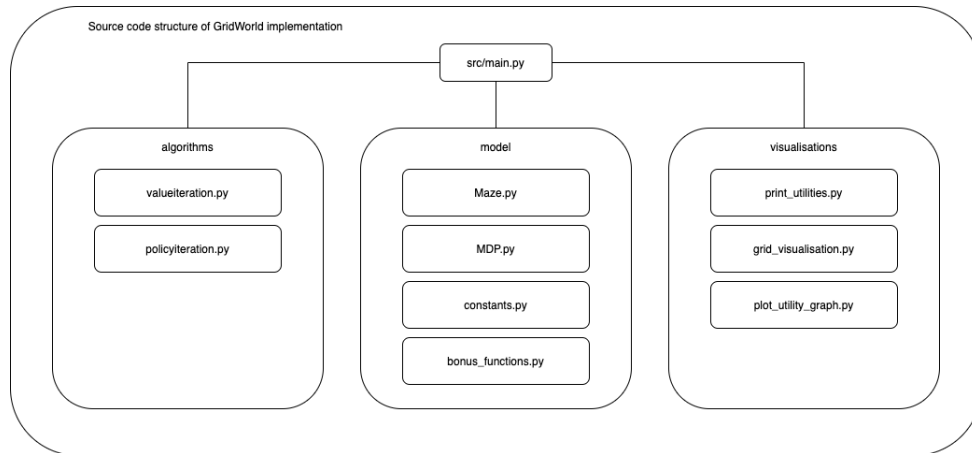 Source code structure of GridWorld implementation
src/main.py
algorithms
valueiteration.py
policyiteration.py
model
Maze.py
MDP.py
constants.py
bonus_functions.py
visualisations
print_utilities.py
grid_visualisation.py
plot_utility_graph.py